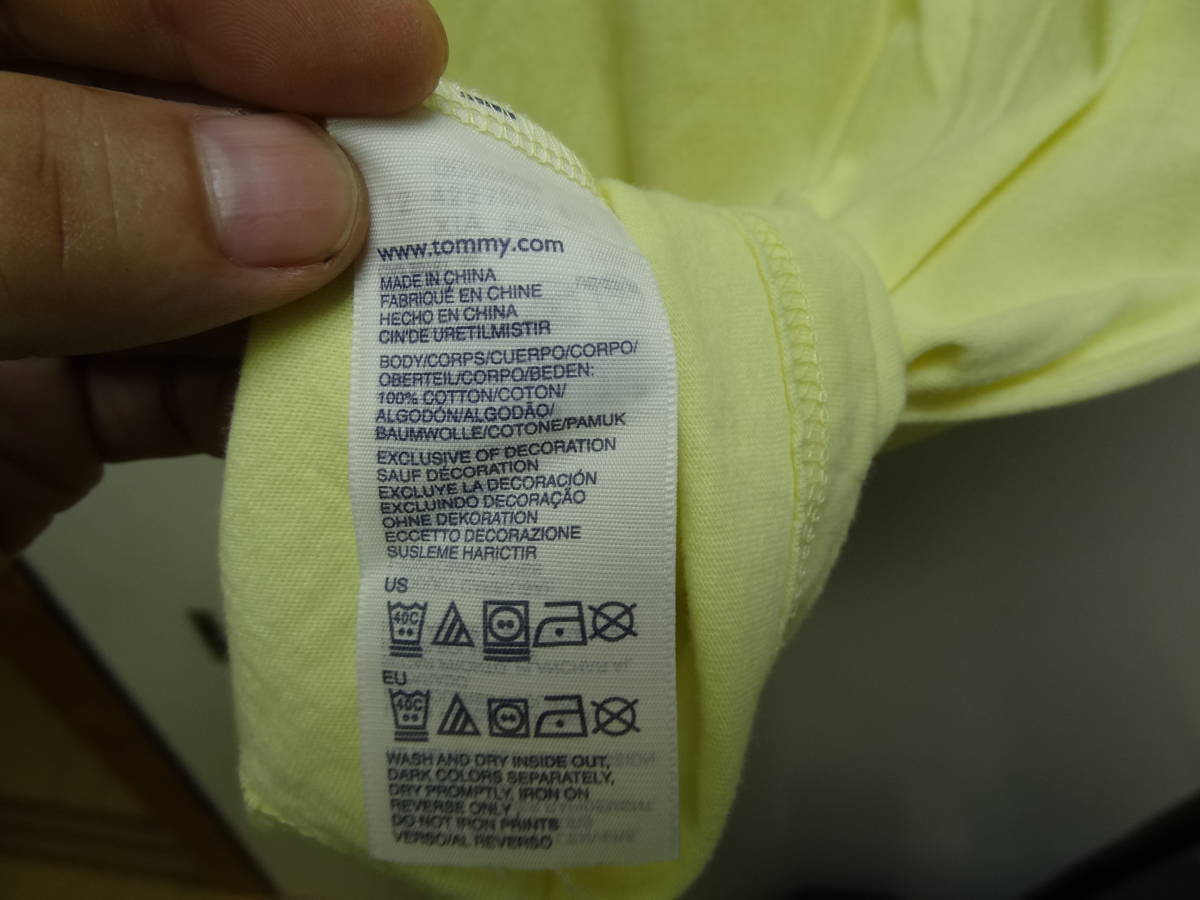 www.tommy.com
MADE IN CHINA
FABRIQUÉ EN CHINE
HECHO EN CHINA
CIN'DE URETILMISTIR
BODY/CORPS/CUERPO/CORPO/
OBERTEIL/CORPO/BEDEN:
100% COTTON/COTON/
ALGODÓN/ALGODÃO/
BAUMWOLLE/COTONE/PAMUK
EXCLUSIVE OF DECORATION
SAUF DÉCORATION
EXCLUYE LA DECORACIÓN
EXCLUINDO DECORAÇÃO
OHNE DEKORATION
ECCETTO DECORAZIONE
SUSLEME HARICTIR
US
40C
EU
40C
WASH AND DRY INSIDE OUT,
DARK COLORS SEPARATELY,
DRY PROMPTLY, IRON ON
REVERSE ONLY,
DO NOT IRON PRINTS
VERSO/AL REVERSO